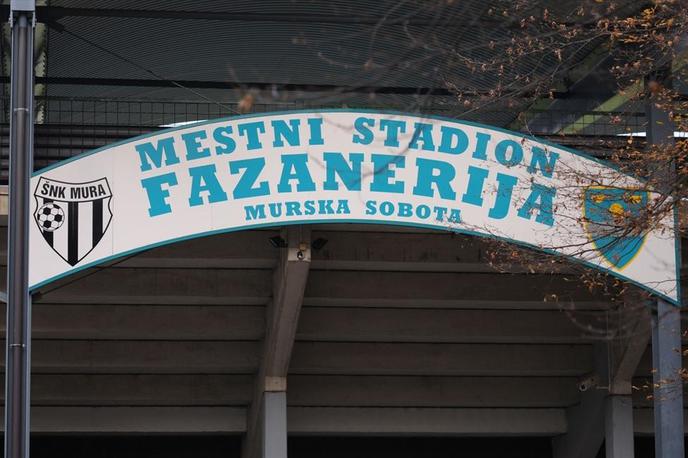 ŠNK MURA
MESTNI STADION
FAZANERIJA
MURSKA SOBOTA